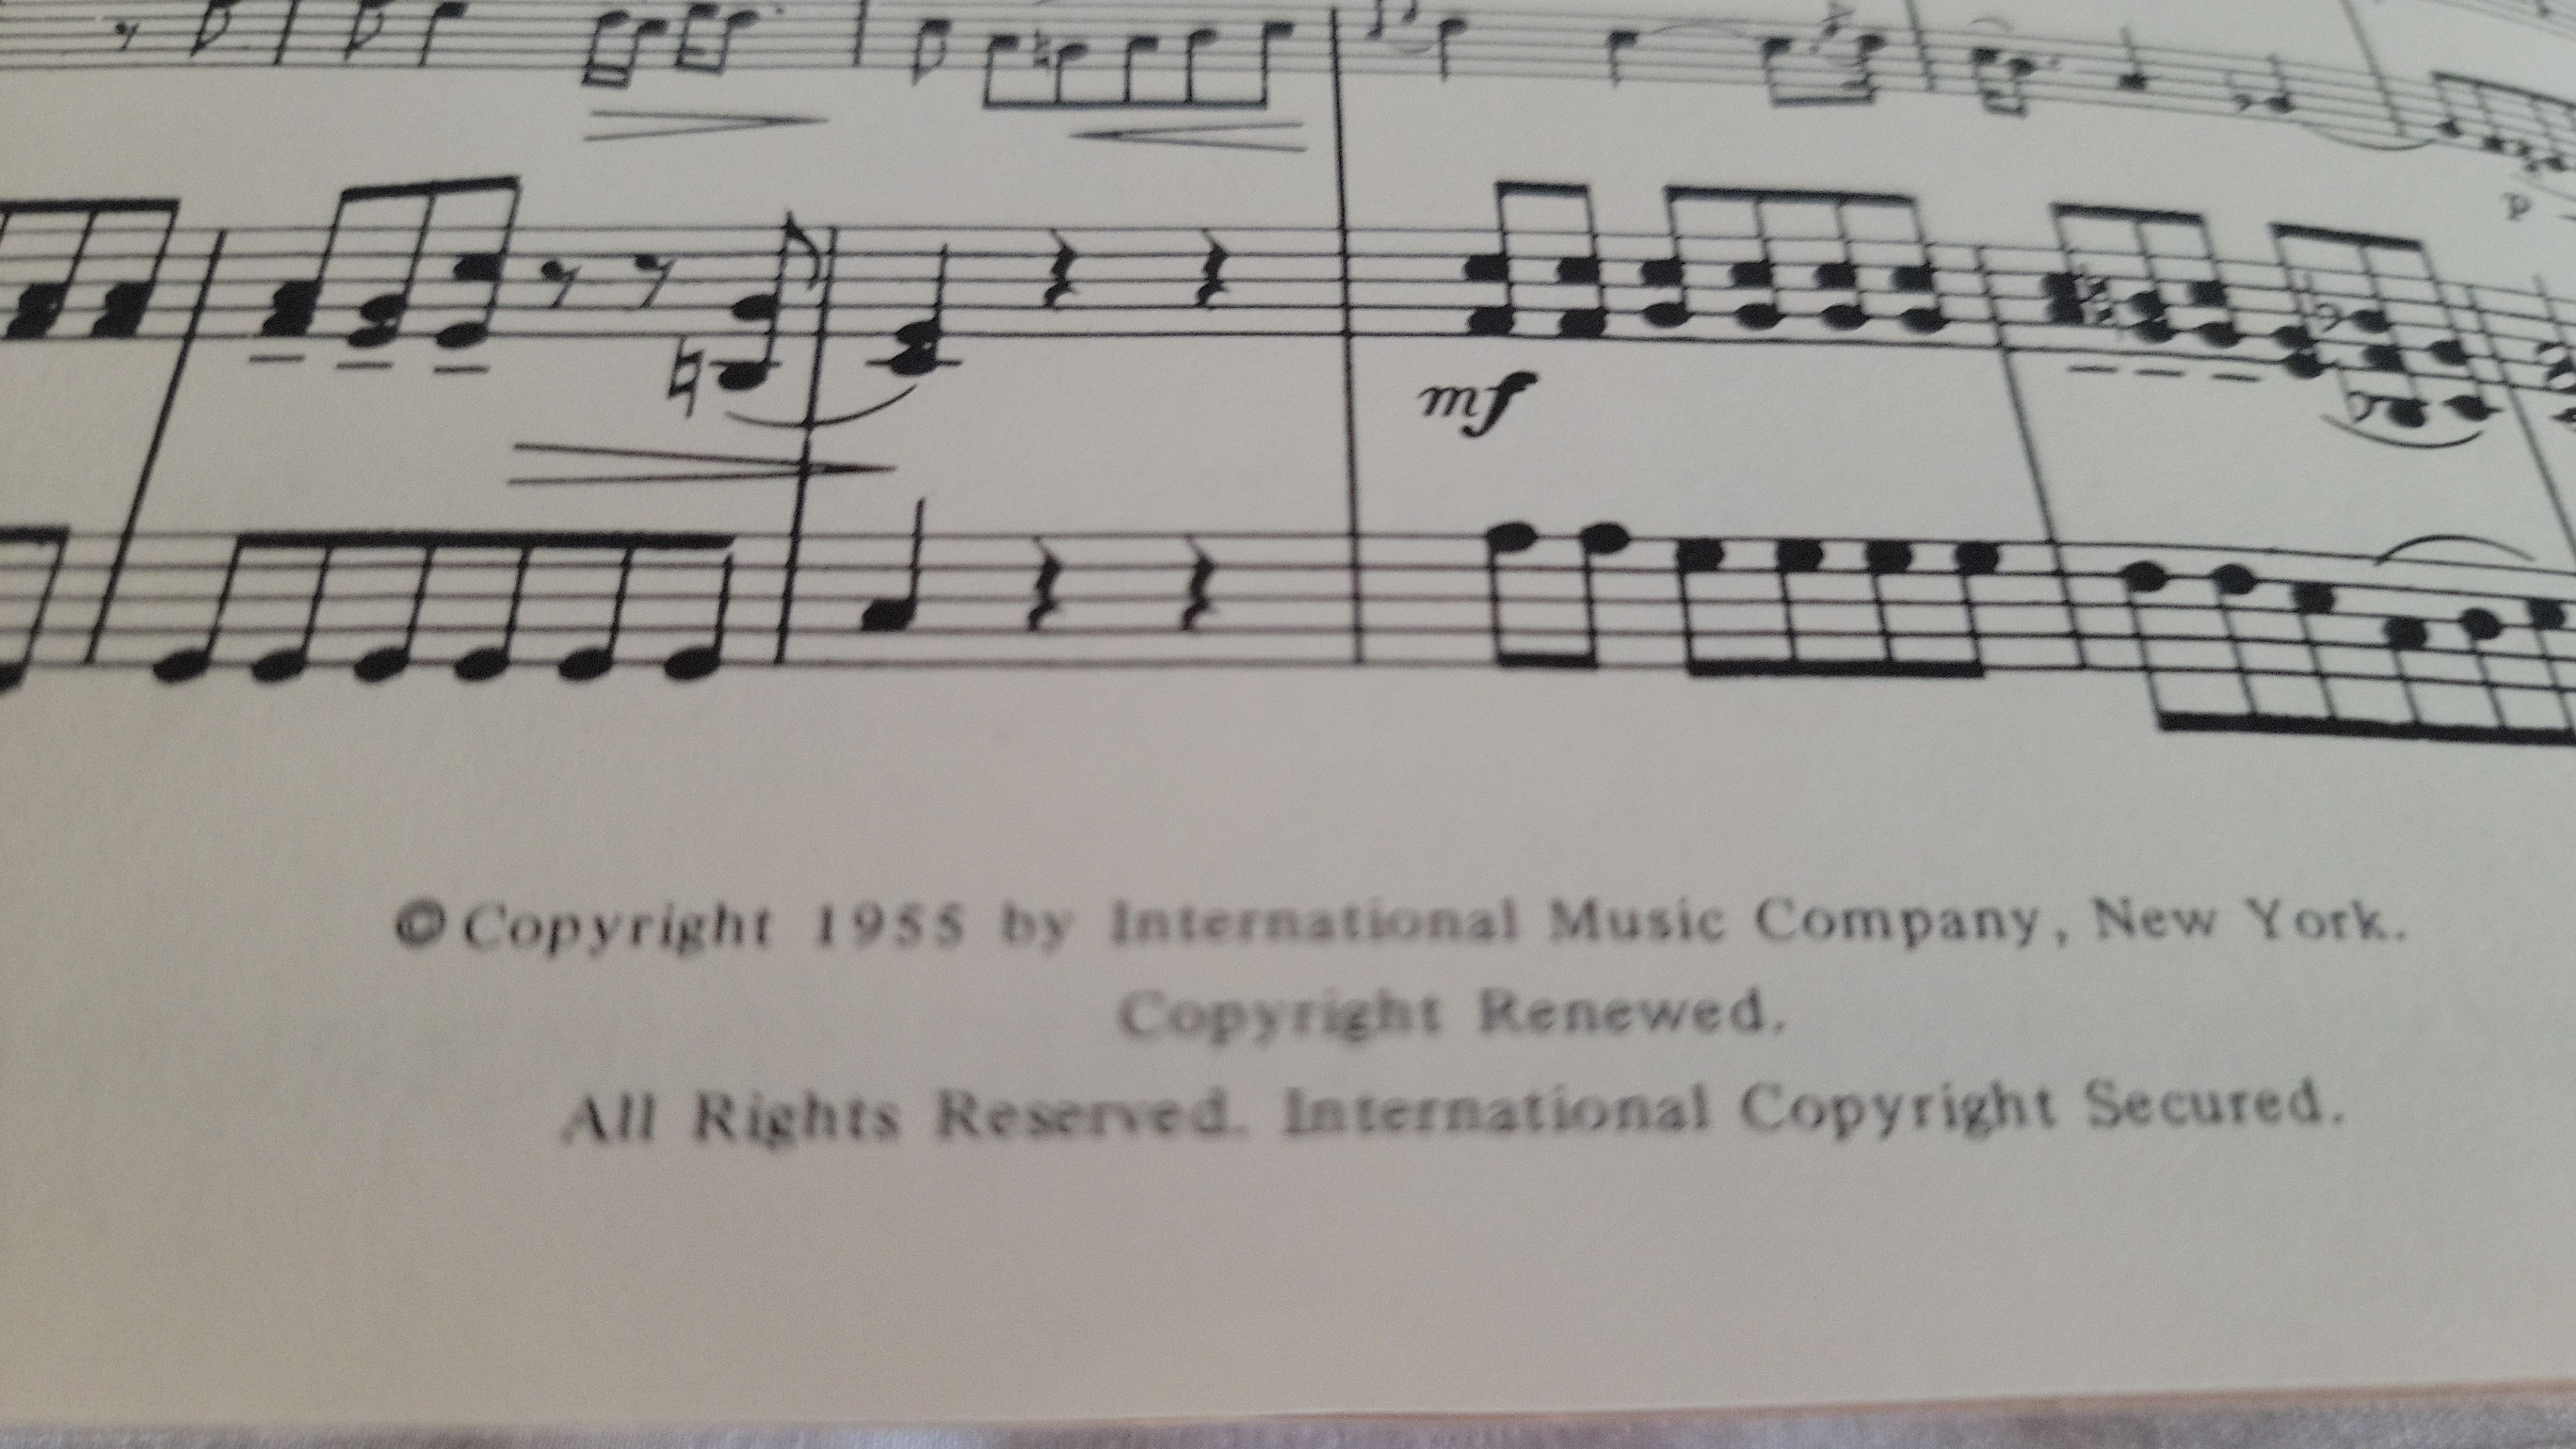 p
mf
© Copyright 1955 by International Music Company, New York.
Copyright Renewed.
All Rights Reserved. International Copyright Secured.